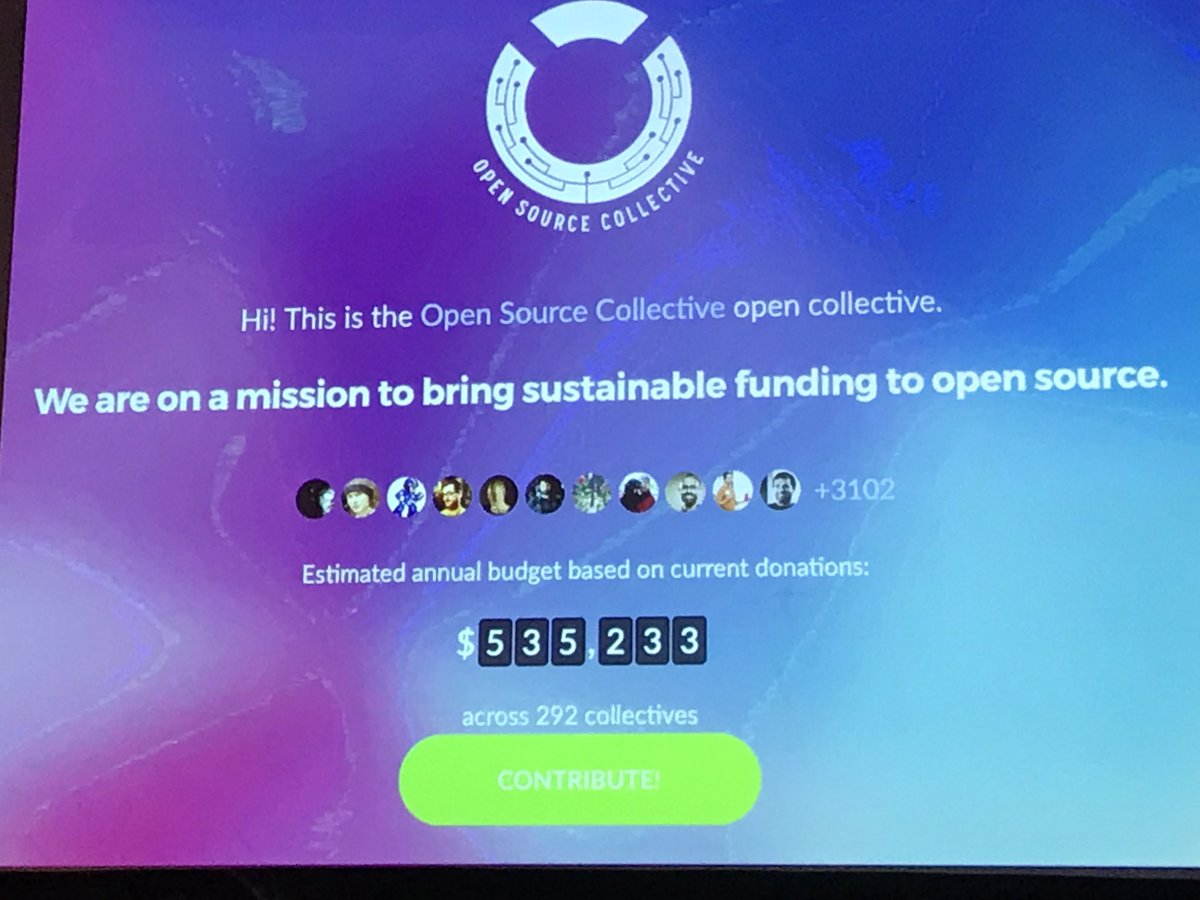 OPEN SOURCE COLLECTIVE
Hi! This is the Open Source Collective open collective.
We are on a mission to bring sustainable funding to open source.
+3102
Estimated annual budget based on current donations:
$535,233
across 292 collectives
CONTRIBUTE!